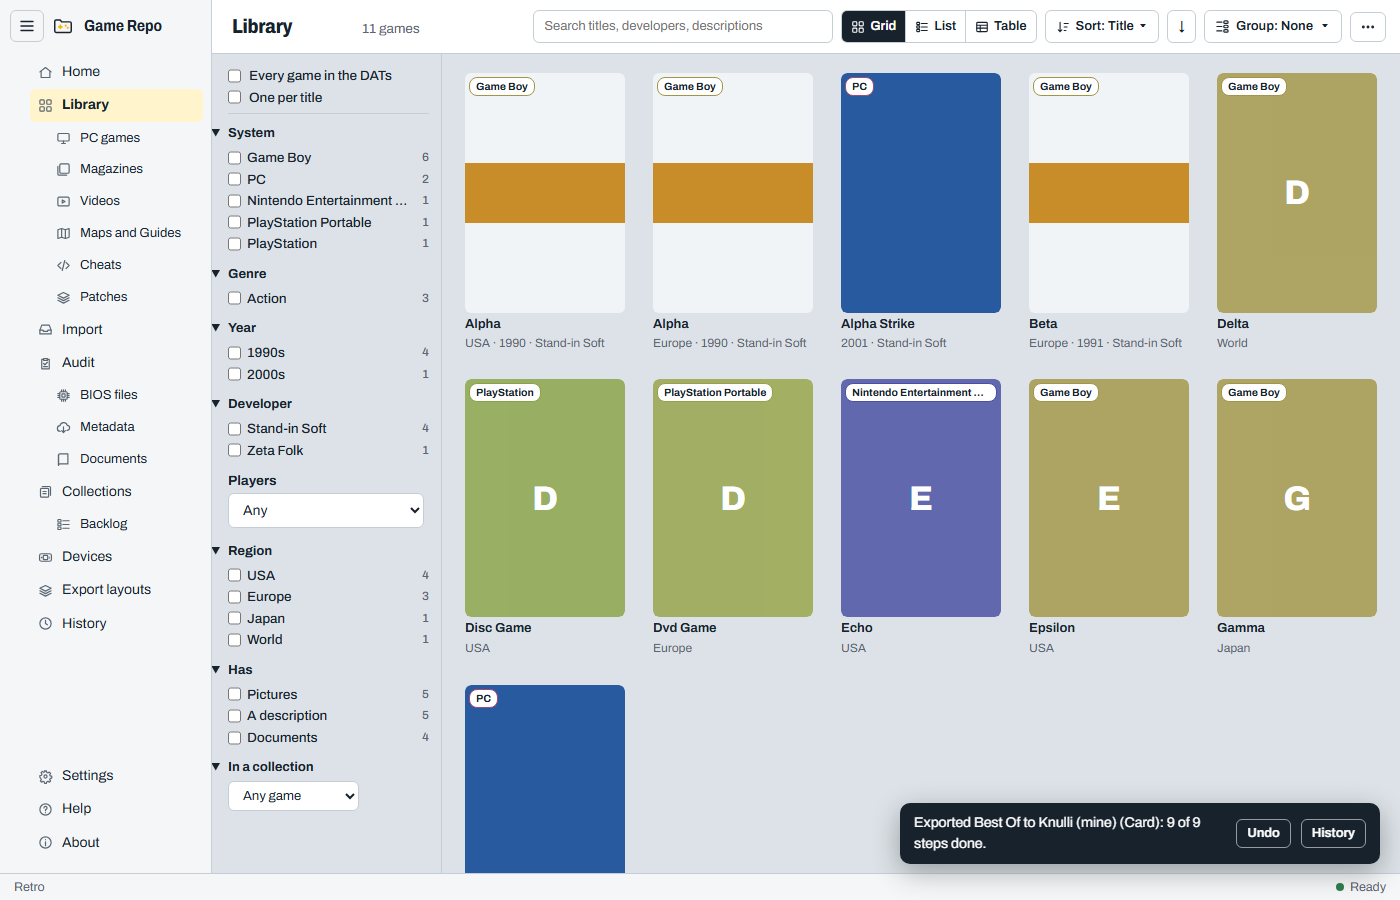 Game Repo
Home
Library
PC games
Magazines
Videos
Maps and Guides
Cheats
Patches
Import
Audit
BIOS files
Metadata
Documents
Collections
Backlog
Devices
Export layouts
History
Settings
Help
About
Library
11 games
Search titles, developers, descriptions
Grid
List
Table
Sort: Title
Group: None
Every game in the DATs
One per title
System
Game Boy 6
PC 2
Nintendo Entertainment ... 1
PlayStation Portable 1
PlayStation 1
Genre
Action 3
Year
1990s 4
2000s 1
Developer
Stand-in Soft 4
Zeta Folk 1
Players
Any
Region
USA 4
Europe 3
Japan 1
World 1
Has
Pictures 5
A description 5
Documents 4
In a collection
Any game
Game Boy
Alpha
USA · 1990 · Stand-in Soft
Game Boy
Alpha
Europe · 1990 · Stand-in Soft
PC
Alpha Strike
2001 · Stand-in Soft
Game Boy
Beta
Europe · 1991 · Stand-in Soft
Game Boy
D
Delta
World
PlayStation
D
Disc Game
USA
PlayStation Portable
D
Dvd Game
Europe
Nintendo Entertainment ...
E
Echo
USA
Game Boy
E
Epsilon
USA
Game Boy
G
Gamma
Japan
PC
Exported Best Of to Knulli (mine) (Card): 9 of 9
steps done.
Undo
History
Retro
Ready